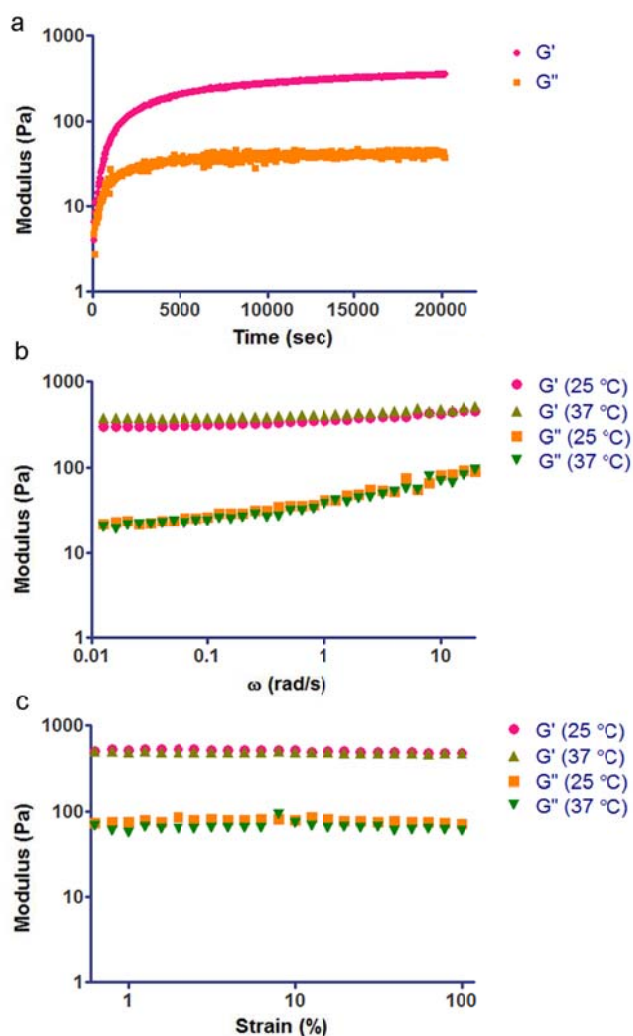 a
1000
100
10
1
Modulus (Pa)
0 5000 10000 15000 20000
Time (sec)
G'
G"
b
1000
100
10
1
Modulus (Pa)
0.01 0.1 1 10
ω (rad/s)
G' (25 °C)
G' (37 °C)
G" (25 °C)
G" (37 °C)
c
1000
100
10
1
Modulus (Pa)
1 10 100
Strain (%)
G' (25 °C)
G' (37 °C)
G" (25 °C)
G" (37 °C)